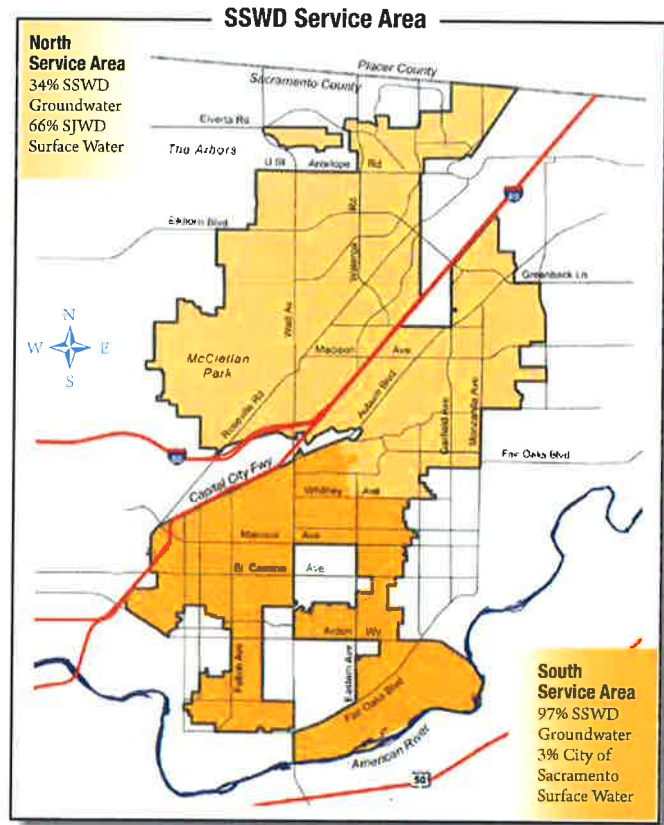 SSWD Service Area
North
Service Area
34% SSWD
Groundwater
66% SJWD
Surface Water
Placer County
Sacramento County
Elverta Rd
The Arbors
U St
Antelope Rd
Elkhorn Blvd
Watt Av
Walerga Rd
80
Greenback Ln
N
W E
S
McClellan
Park
Madison Ave
Roseville Rd
Auburn Blvd
Garfield Ave
Manzanita Ave
80
Capital City Fwy
Fair Oaks Blvd
Whitney Ave
Marconi Ave
El Camino Ave
Arden Wy
Fulton Ave
Eastern Ave
Fair Oaks Blvd
American River
50
South
Service Area
97% SSWD
Groundwater
3% City of
Sacramento
Surface Water